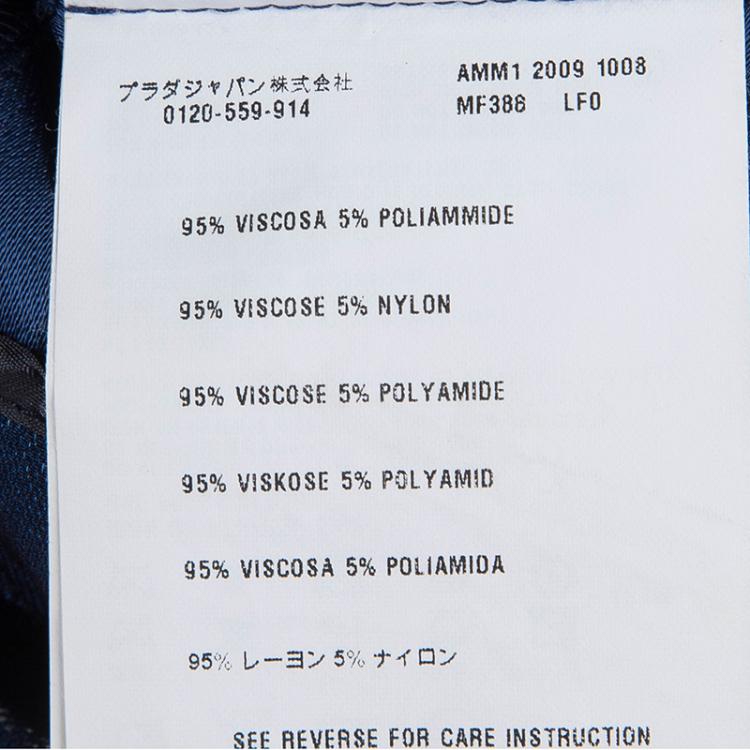 プラダジャパン株式会社
0120-559-914
AMM1 2009 1008
MF388 LF0
95% VISCOSA 5% POLIAMMIDE
95% VISCOSE 5% NYLON
95% VISCOSE 5% POLYAMIDE
95% VISKOSE 5% POLYAMID
95% VISCOSA 5% POLIAMIDA
95% レーヨン 5% ナイロン
SEE REVERSE FOR CARE INSTRUCTION